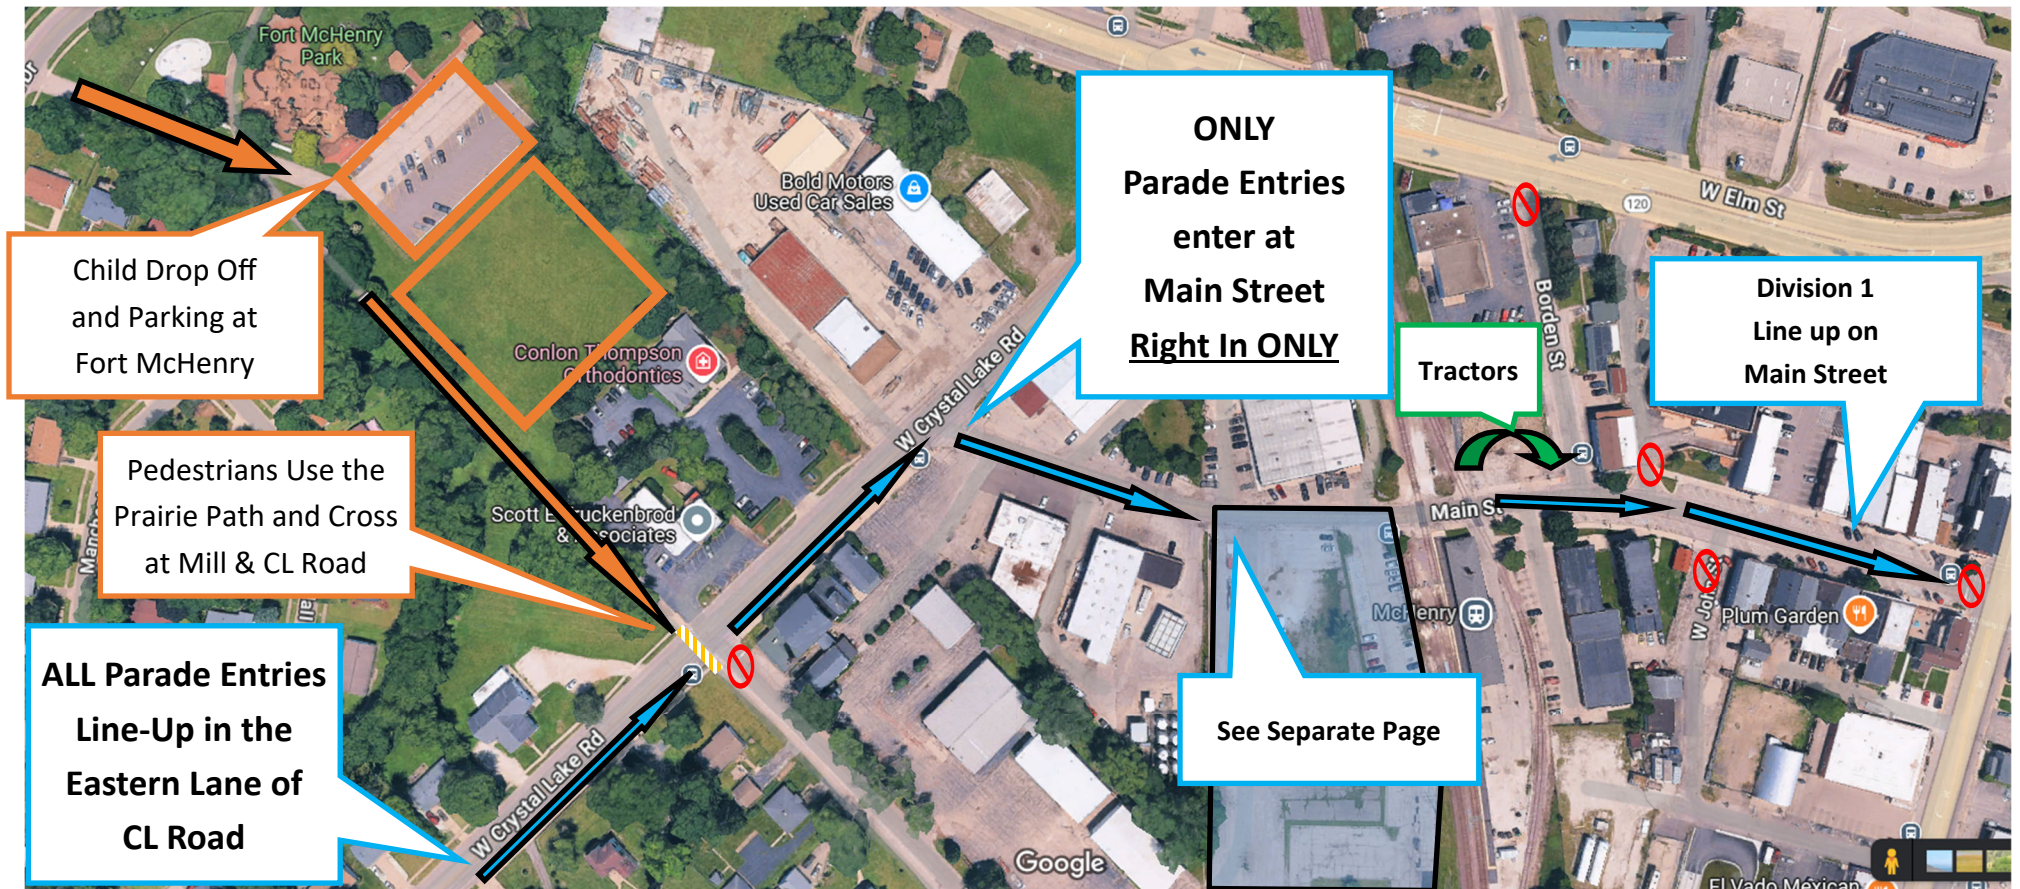 Fort McHenry
Park
Child Drop Off
and Parking at
Fort McHenry
Pedestrians Use the
Prairie Path and Cross
at Mill & CL Road
ALL Parade Entries
Line-Up in the
Eastern Lane of
CL Road
W Crystal Lake Rd
Conlon Thompson
Orthodontics
Scott E
& Associates
Bold Motors
Used Car Sales
W Crystal Lake Rd
ONLY
Parade Entries
enter at
Main Street
Right In ONLY
Tractors
Borden St
120
W Elm St
Division 1
Line up on
Main Street
Main St
McHenry
Plum Garden
See Separate Page
Google
El Vado Mexican